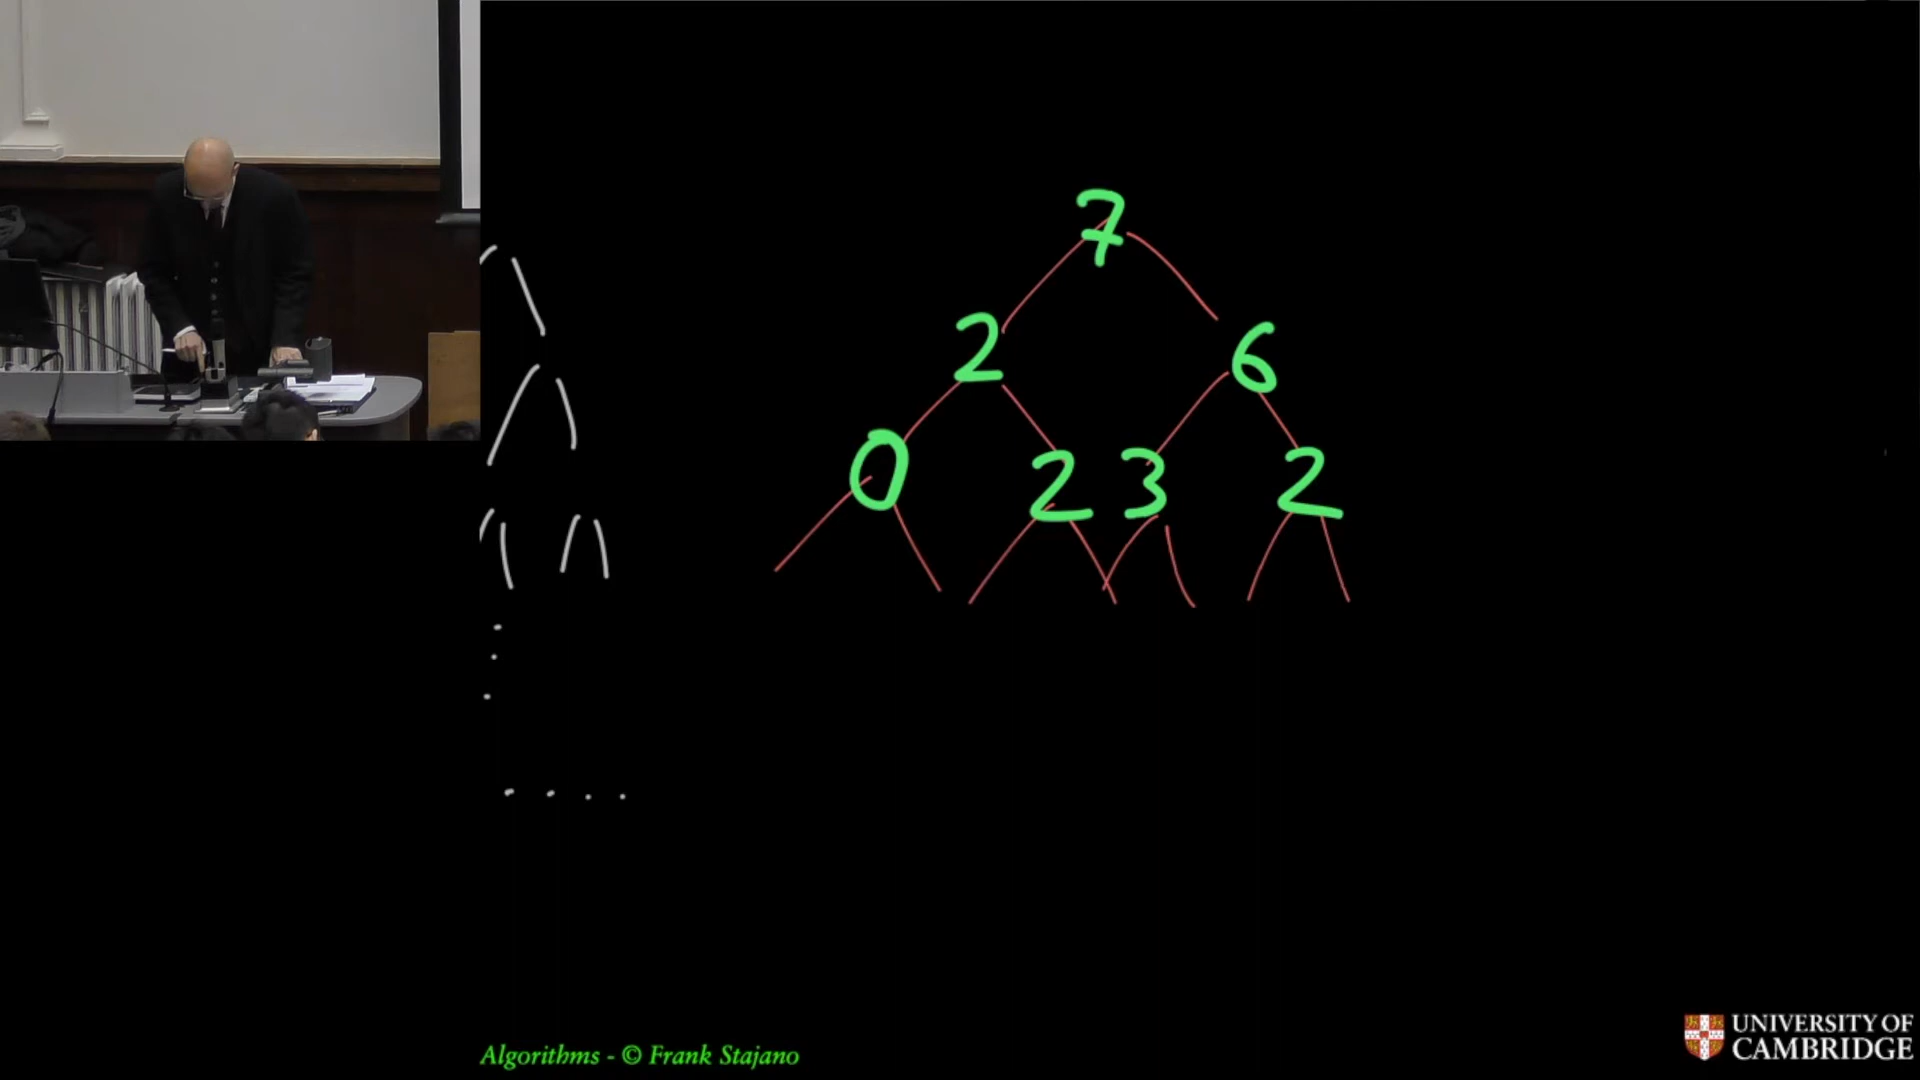 7
2 6
0 2 3 2
Algorithms - © Frank Stajano
UNIVERSITY OF
CAMBRIDGE